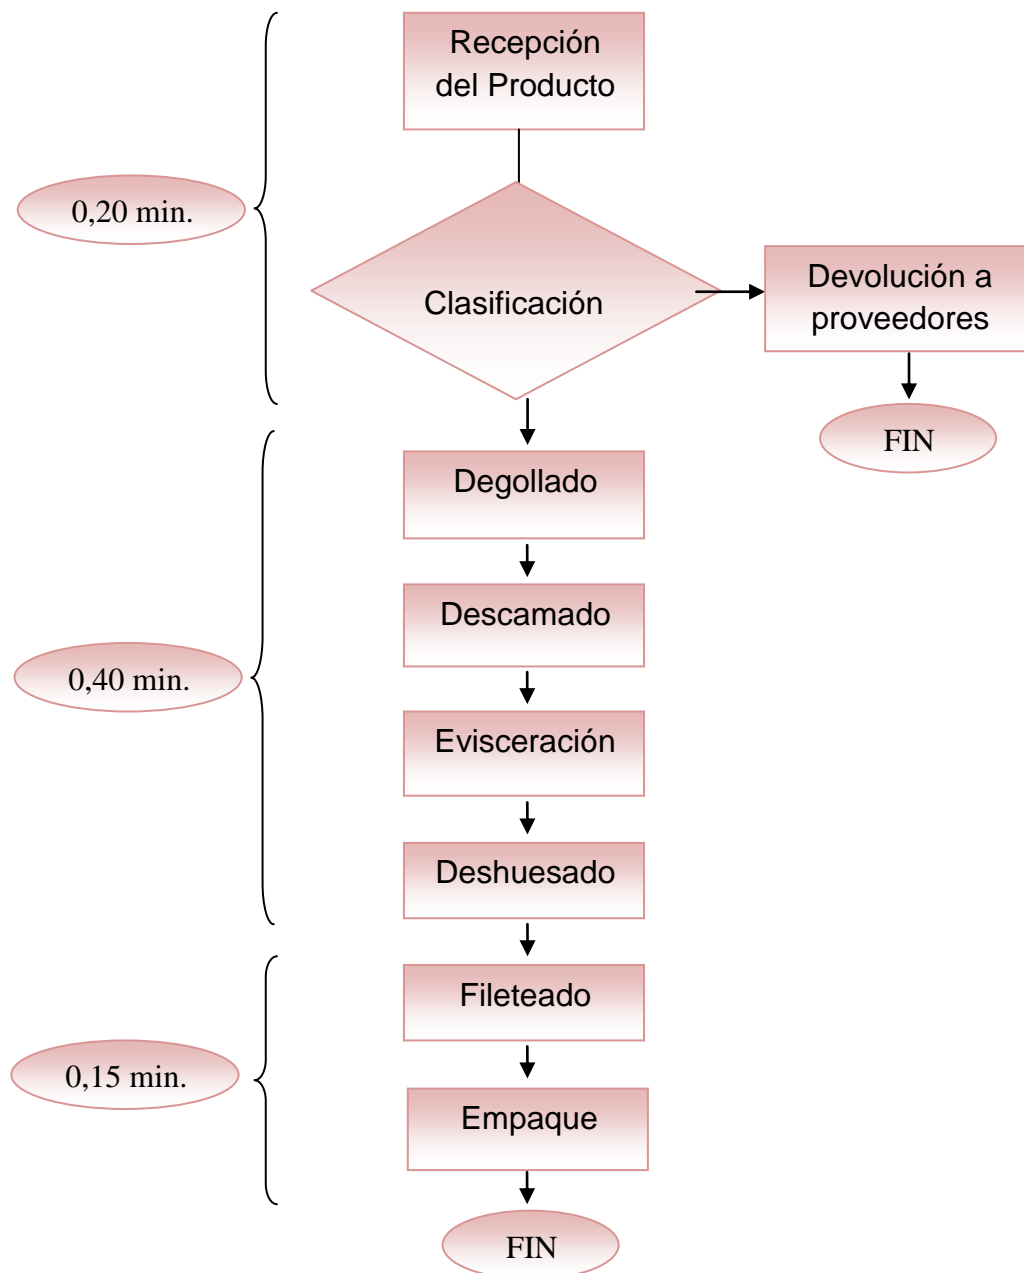 Recepción
del Producto
0,20 min.
Clasificación
Devolución a
proveedores
FIN
Degollado
Descamado
0,40 min.
Evisceración
Deshuesado
Fileteado
0,15 min.
Empaque
FIN